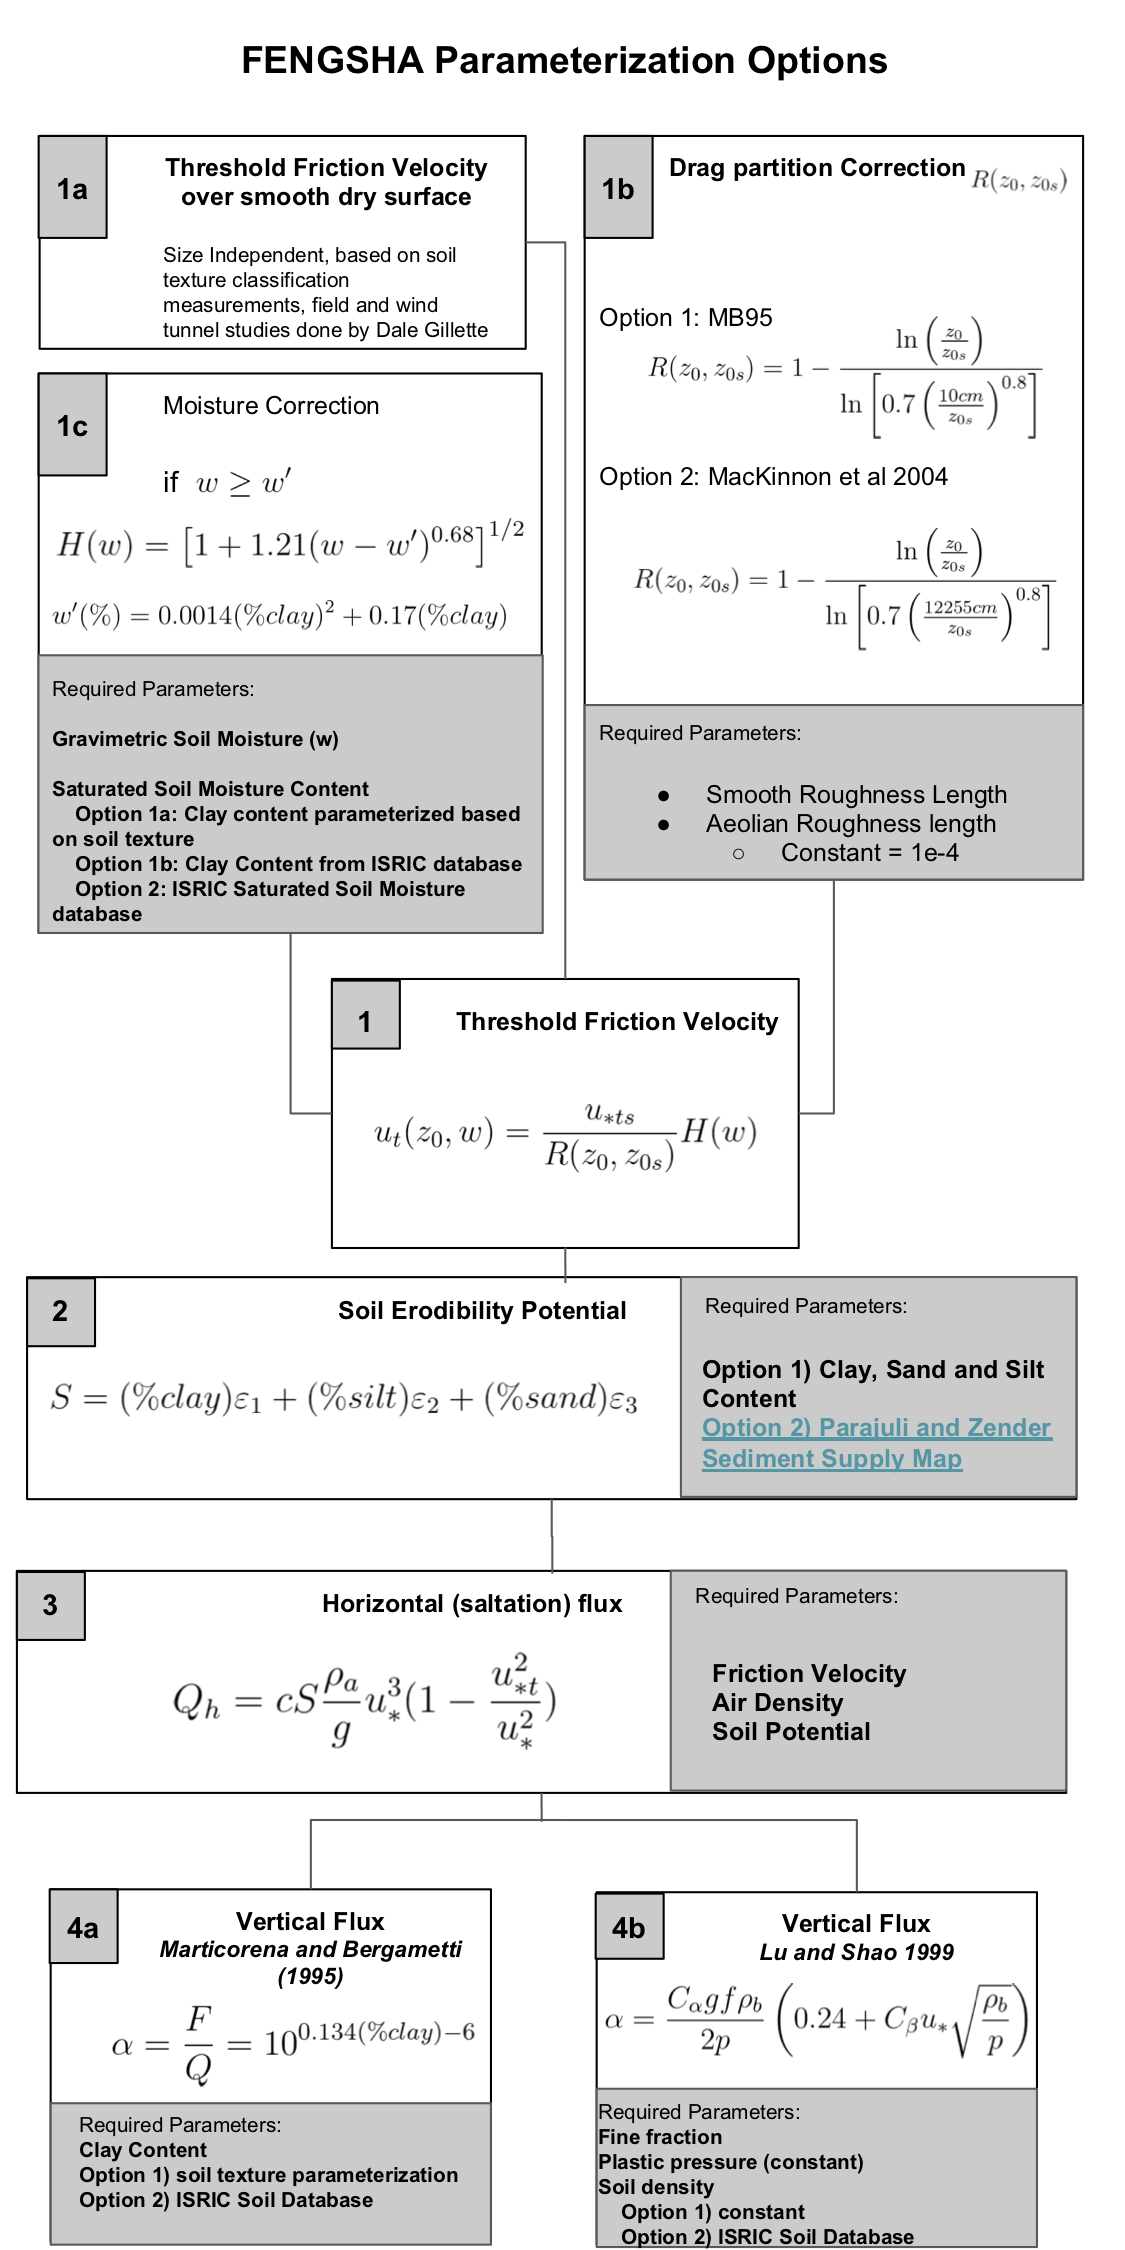 FENGSHA Parameterization Options
1a
Threshold Friction Velocity
over smooth dry surface
Size Independent, based on soil
texture classification
measurements, field and wind
tunnel studies done by Dale Gillette
1b
Drag partition Correction R(z₀, z₀ₛ)
Option 1: MB95
R(z₀, z₀ₛ) = 1 − ln(z₀/z₀ₛ) / ln[0.7(10cm/z₀ₛ)^0.8]
Option 2: MacKinnon et al 2004
R(z₀, z₀ₛ) = 1 − ln(z₀/z₀ₛ) / ln[0.7(12255cm/z₀ₛ)^0.8]
Required Parameters:
● Smooth Roughness Length
● Aeolian Roughness length
○ Constant = 1e-4
1c
Moisture Correction
if w ≥ w′
H(w) = [1 + 1.21(w − w′)^0.68]^1/2
w′(%) = 0.0014(%clay)² + 0.17(%clay)
Required Parameters:
Gravimetric Soil Moisture (w)
Saturated Soil Moisture Content
Option 1a: Clay content parameterized based
on soil texture
Option 1b: Clay Content from ISRIC database
Option 2: ISRIC Saturated Soil Moisture
database
1
Threshold Friction Velocity
uₜ(z₀, w) = u∗ₜₛ / R(z₀, z₀ₛ) H(w)
2
Soil Erodibility Potential
S = (%clay)ε₁ + (%silt)ε₂ + (%sand)ε₃
Required Parameters:
Option 1) Clay, Sand and Silt
Content
Option 2) Parajuli and Zender
Sediment Supply Map
3
Horizontal (saltation) flux
Qₕ = cS ρₐ/g u∗³(1 − u∗ₜ²/u∗²)
Required Parameters:
Friction Velocity
Air Density
Soil Potential
4a
Vertical Flux
Marticorena and Bergametti
(1995)
α = F/Q = 10^0.134(%clay)−6
Required Parameters:
Clay Content
Option 1) soil texture parameterization
Option 2) ISRIC Soil Database
4b
Vertical Flux
Lu and Shao 1999
α = C_α g f ρ_b / 2p (0.24 + C_β u∗ √(ρ_b/p))
Required Parameters:
Fine fraction
Plastic pressure (constant)
Soil density
Option 1) constant
Option 2) ISRIC Soil Database